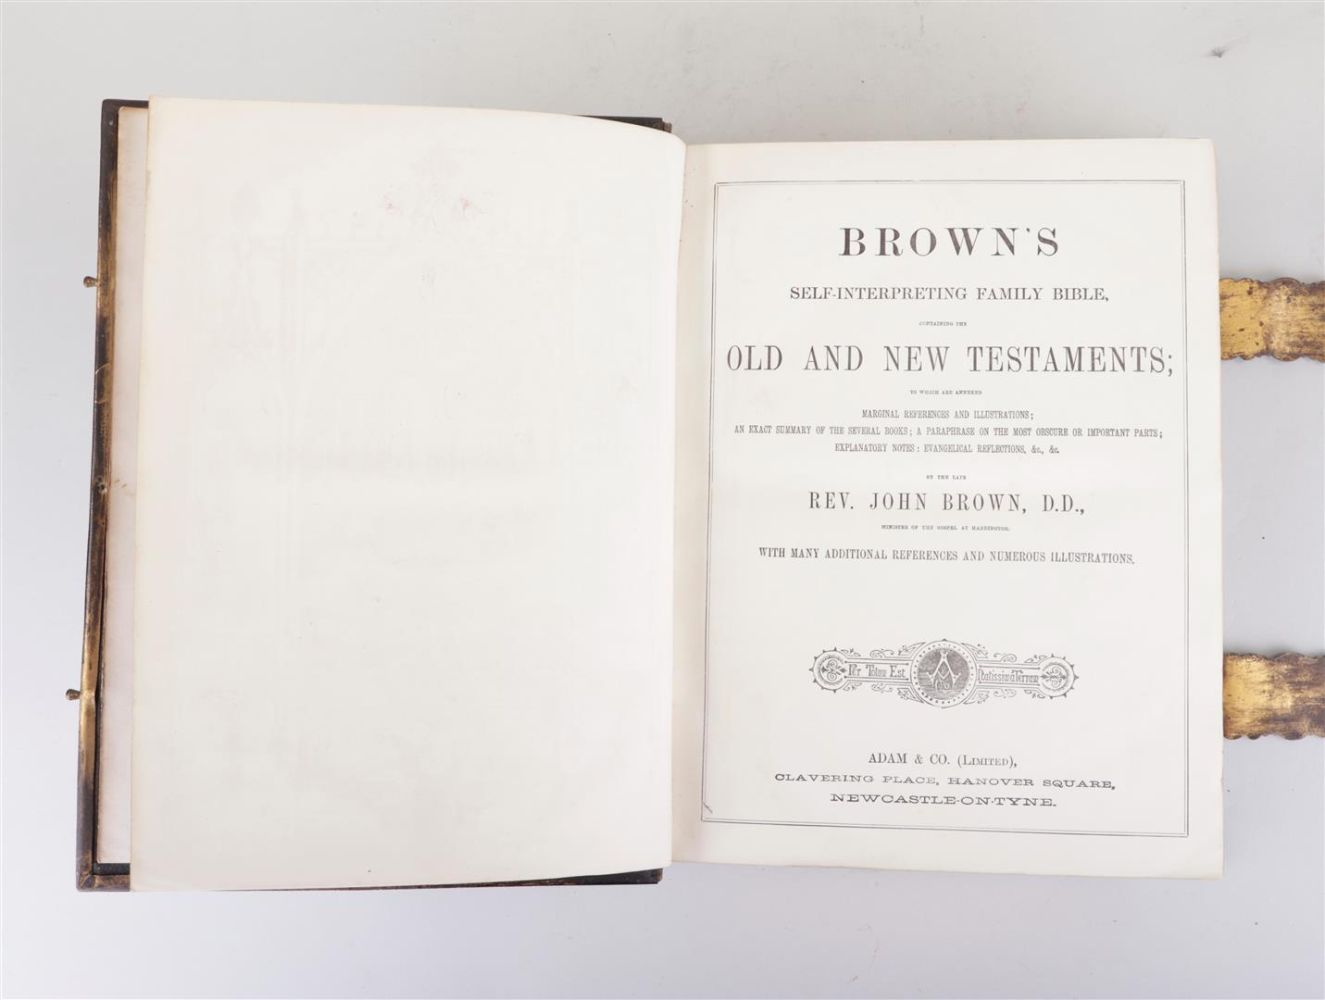 BROWN'S
SELF-INTERPRETING FAMILY BIBLE,
CONTAINING THE
OLD AND NEW TESTAMENTS;
TO WHICH ARE ANNEXED
MARGINAL REFERENCES AND ILLUSTRATIONS;
AN EXACT SUMMARY OF THE SEVERAL BOOKS; A PARAPHRASE ON THE MOST OBSCURE OR IMPORTANT PARTS;
EXPLANATORY NOTES: EVANGELICAL REFLECTIONS, &c., &c.
BY THE LATE
REV. JOHN BROWN, D.D.,
MINISTER OF THE GOSPEL AT HADDINGTON.
WITH MANY ADDITIONAL REFERENCES AND NUMEROUS ILLUSTRATIONS.
Est
ADAM & CO. (LIMITED),
CLAVERING PLACE, HANOVER SQUARE,
NEWCASTLE-ON-TYNE.